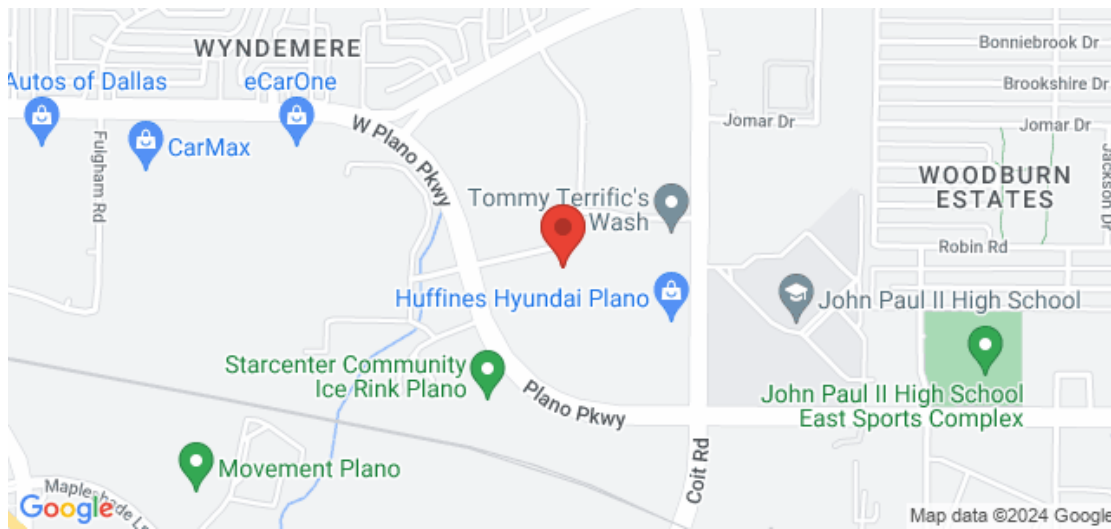 WYNDEMERE
Autos of Dallas
eCarOne
CarMax
Fulgham Rd
W Plano Pkwy
Bonniebrook Dr
Brookshire Dr
Jomar Dr
Jomar Dr
Jackson Dr
WOODBURN
ESTATES
Tommy Terrific's
Wash
Robin Rd
Huffines Hyundai Plano
John Paul II High School
Starcenter Community
Ice Rink Plano
Plano Pkwy
John Paul II High School
East Sports Complex
Coit Rd
Movement Plano
Google
Map data ©2024 Google